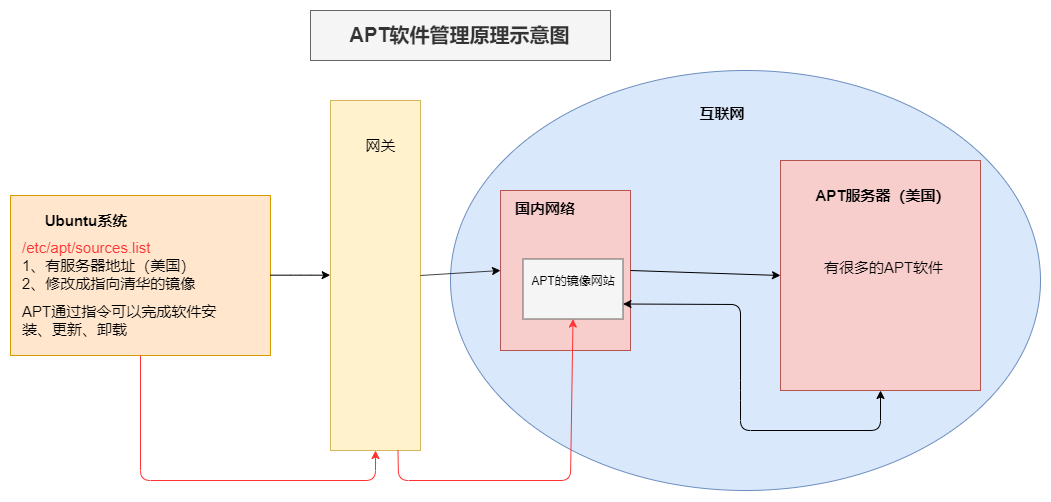 APT软件管理原理示意图
互联网
网关
Ubuntu系统
/etc/apt/sources.list
1、有服务器地址（美国）
2、修改成指向清华的镜像
APT通过指令可以完成软件安
装、更新、卸载
国内网络
APT的镜像网站
APT服务器（美国）
有很多的APT软件